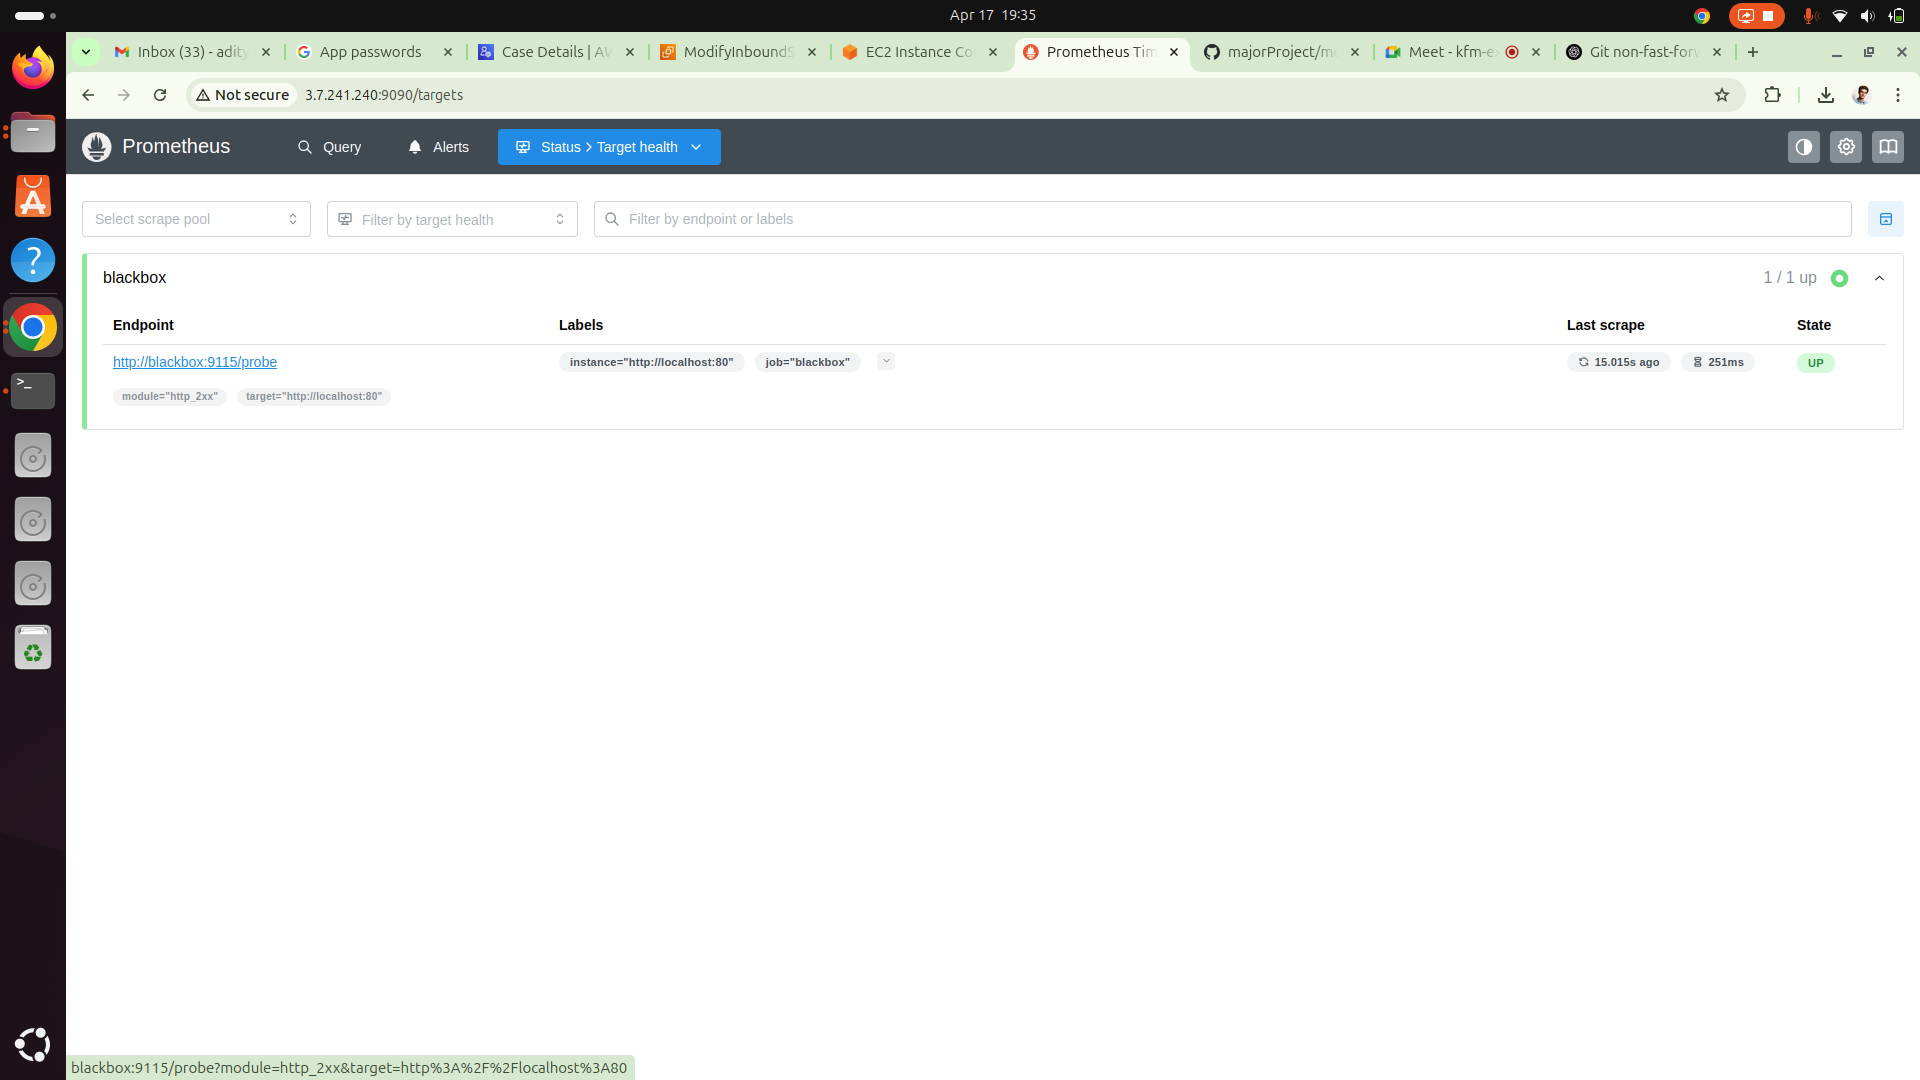 Apr 17 19:35
Inbox (33) - adity
App passwords
Case Details | AW
ModifyInboundS
EC2 Instance Co
Prometheus Tim
majorProject/mo
Meet - kfm-e
Git non-fast-forw
Not secure
3.7.241.240:9090/targets
Prometheus
Query
Alerts
Status > Target health
Select scrape pool
Filter by target health
Filter by endpoint or labels
blackbox
1 / 1 up
Endpoint Labels Last scrape State
http://blackbox:9115/probe
instance="http://localhost:80" job="blackbox"
15.015s ago 251ms
UP
module="http_2xx" target="http://localhost:80"
blackbox:9115/probe?module=http_2xx&target=http%3A%2F%2Flocalhost%3A80